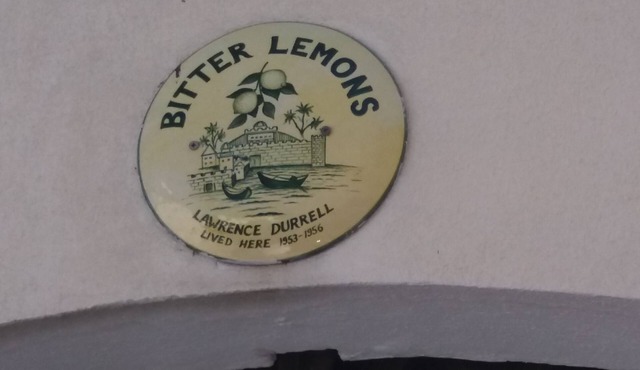 BITTER LEMONS
LAWRENCE DURRELL
LIVED HERE 1953-1956